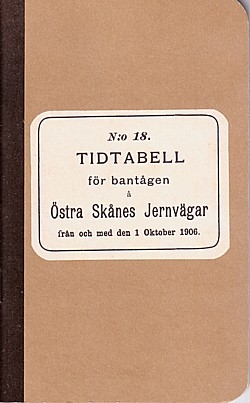 N:o 18.
TIDTABELL
för bantågen
å
Östra Skånes Jernvägar
från och med den 1 Oktober 1906.